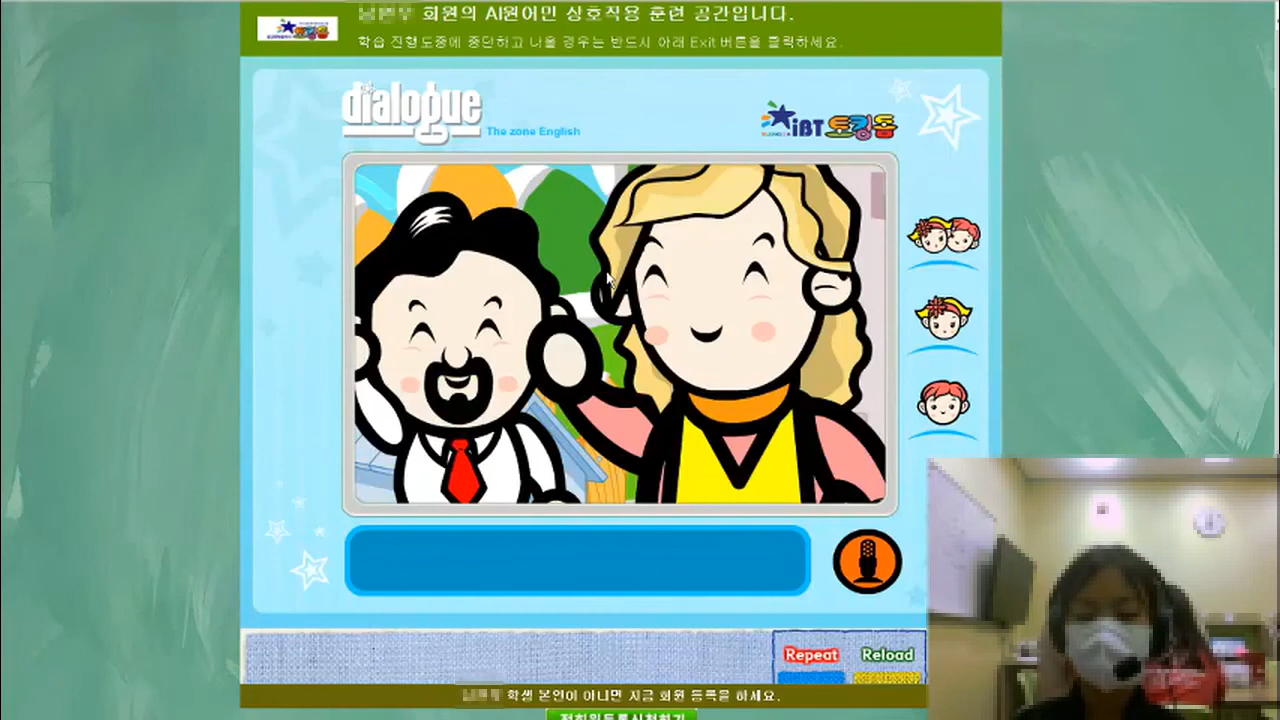 회원의 AI원어민 상호작용 훈련 공간입니다.
학습 진행도중에 중단하고 나올 경우는 반드시 아래 Exit 버튼을 클릭하세요.
dialogue
The zone English
iBT 토킹톰
Repeat
Reload
학생 본인이 아니면 지금 회원 등록을 하세요.